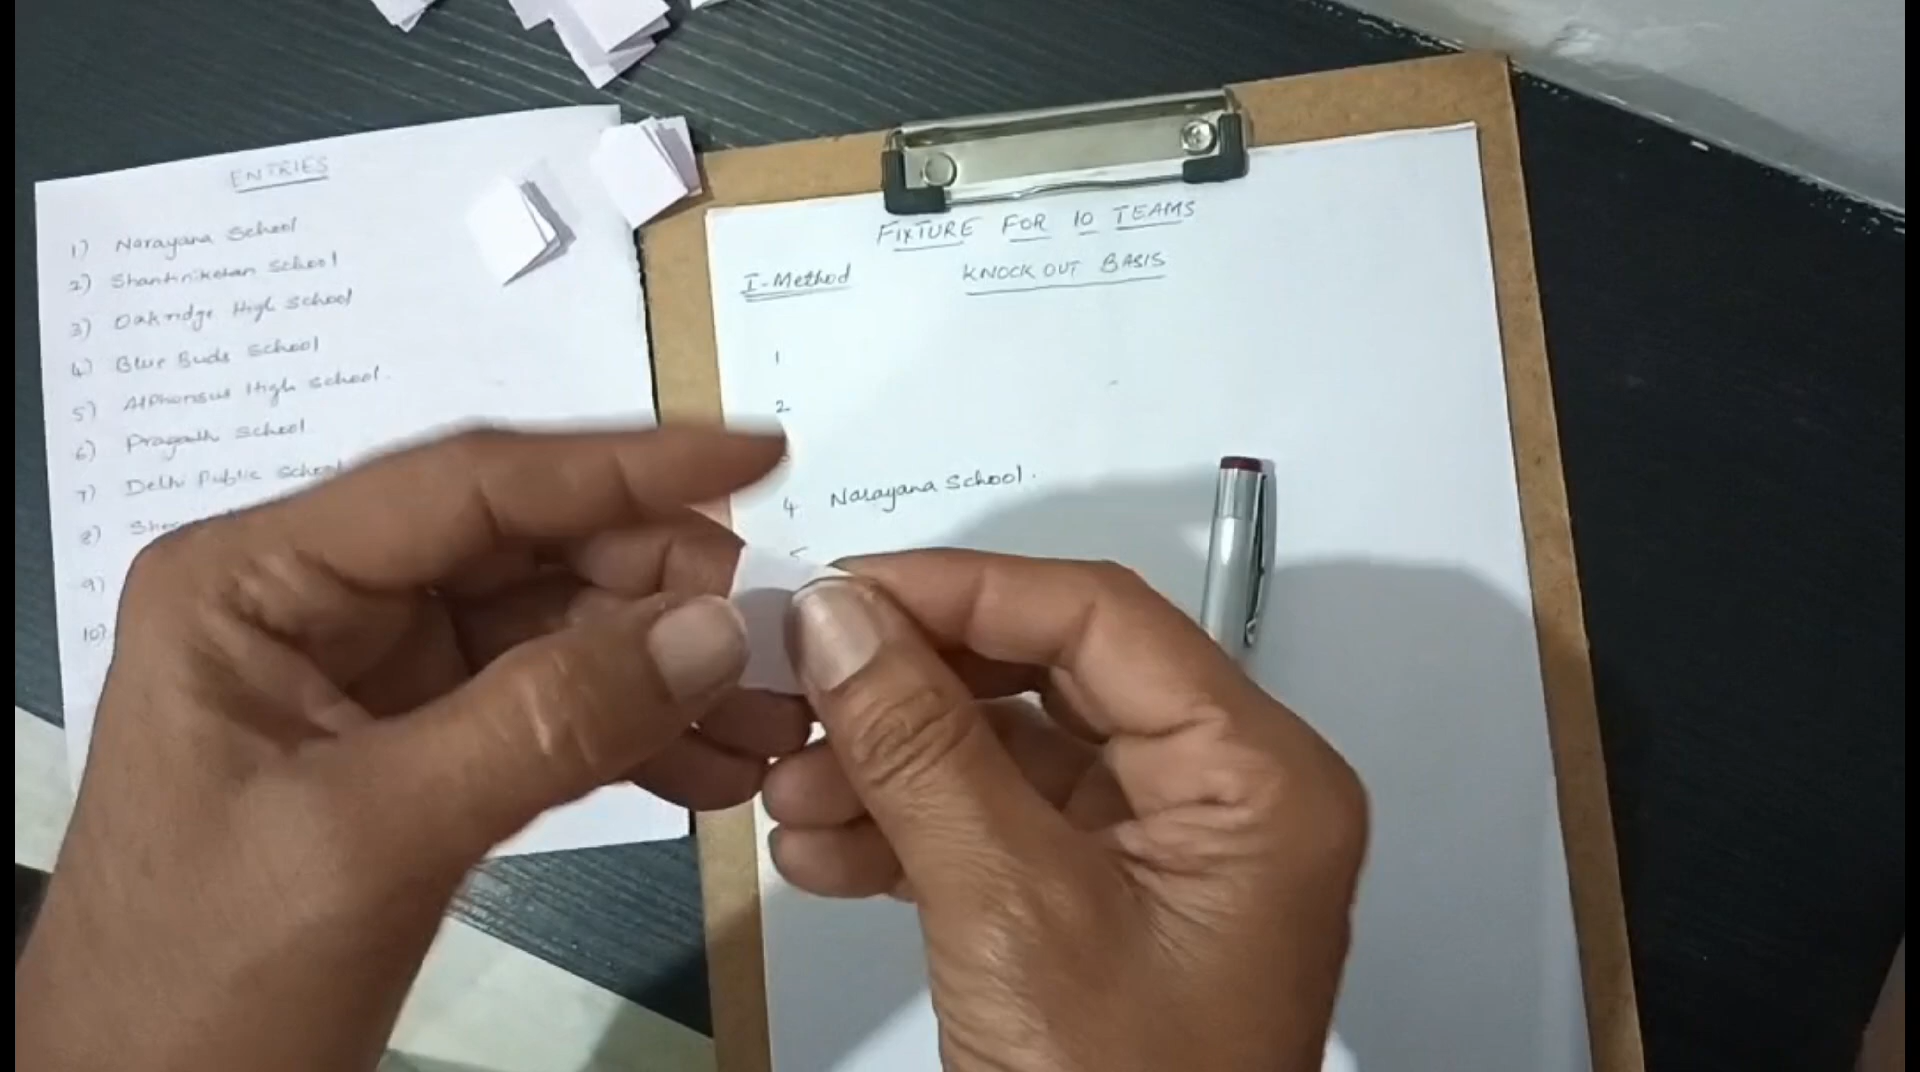 ENTRIES
1) Narayana School
2) Shantiniketan School
3) Oakridge High School
4) Blue Buds School
5) Alphonsus High School.
6) School
7) Delhi Public School
8)
9)
10)
FIXTURE FOR 10 TEAMS
I-Method KNOCK OUT BASIS
1
2
4 Narayana School.
5